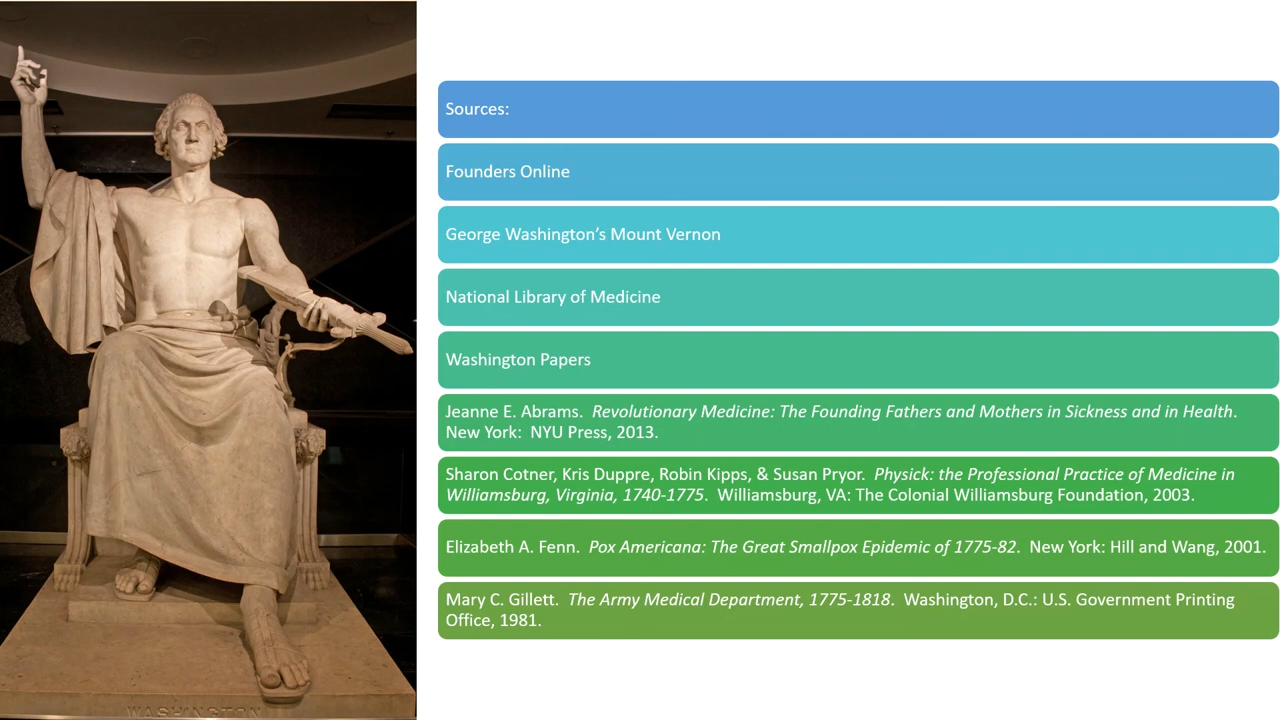 Sources:
Founders Online
George Washington’s Mount Vernon
National Library of Medicine
Washington Papers
Jeanne E. Abrams.  Revolutionary Medicine: The Founding Fathers and Mothers in Sickness and in Health.
New York:  NYU Press, 2013.
Sharon Cotner, Kris Duppre, Robin Kipps, & Susan Pryor.  Physick: the Professional Practice of Medicine in
Williamsburg, Virginia, 1740-1775.  Williamsburg, VA: The Colonial Williamsburg Foundation, 2003.
Elizabeth A. Fenn.  Pox Americana: The Great Smallpox Epidemic of 1775-82.  New York: Hill and Wang, 2001.
Mary C. Gillett.  The Army Medical Department, 1775-1818.  Washington, D.C.: U.S. Government Printing
Office, 1981.
WASHINGTON